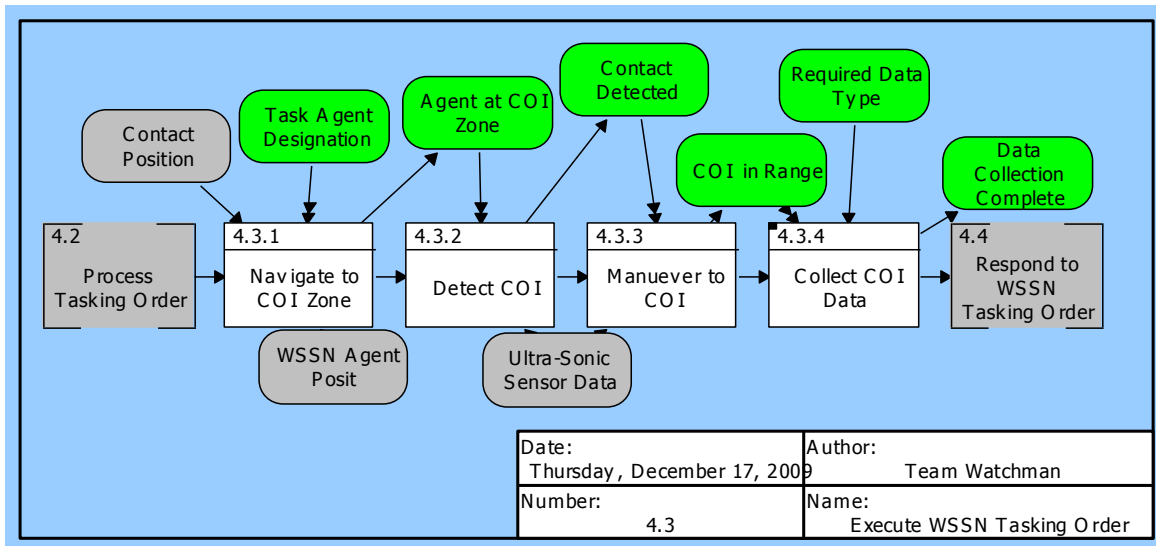 Contact
Position
Task Agent
Designation
Agent at COI
Zone
Contact
Detected
Required Data
Type
COI in Range
Data
Collection
Complete
4.2
Process
Tasking Order
4.3.1
Navigate to
COI Zone
4.3.2
Detect COI
4.3.3
Manuever to
COI
4.3.4
Collect COI
Data
4.4
Respond to
WSSN
Tasking Order
WSSN Agent
Posit
Ultra-Sonic
Sensor Data
Date:
Thursday, December 17, 2009
Author:
Team Watchman
Number:
4.3
Name:
Execute WSSN Tasking Order